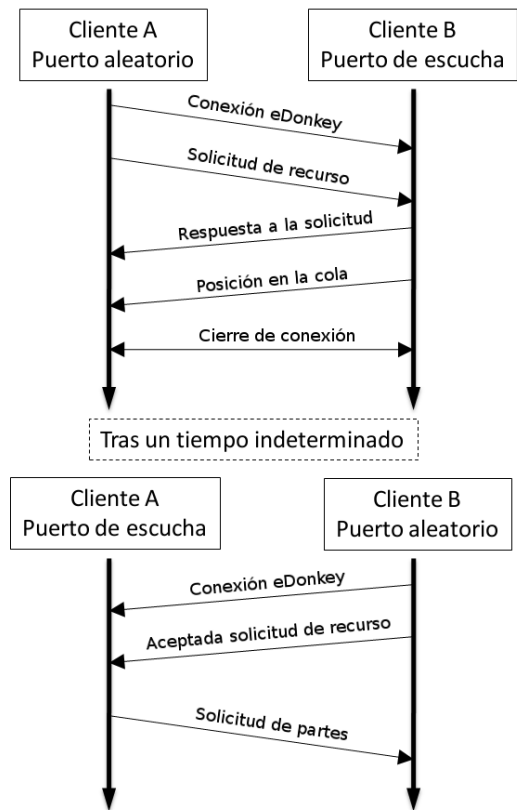 Cliente A
Puerto aleatorio
Cliente B
Puerto de escucha
Conexión eDonkey
Solicitud de recurso
Respuesta a la solicitud
Posición en la cola
Cierre de conexión
Tras un tiempo indeterminado
Cliente A
Puerto de escucha
Cliente B
Puerto aleatorio
Conexión eDonkey
Aceptada solicitud de recurso
Solicitud de partes